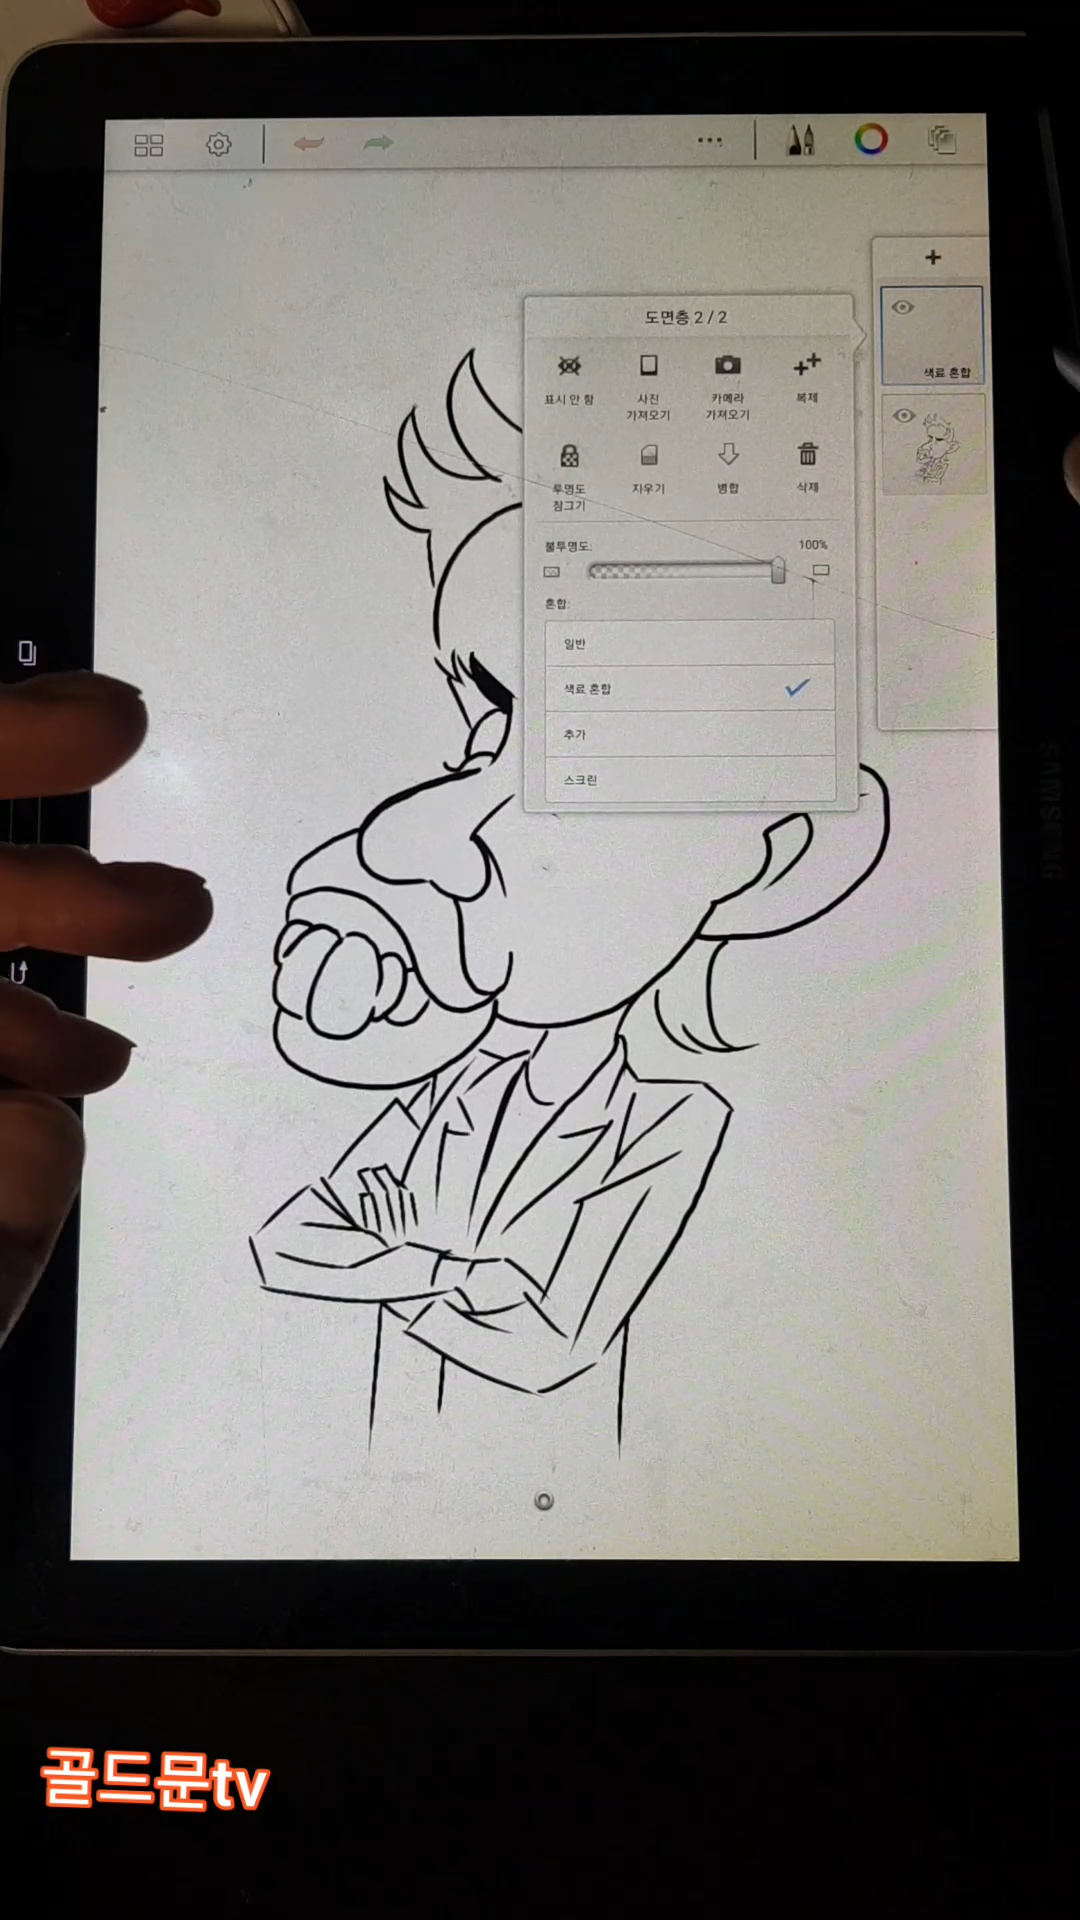 도면층 2 / 2
표시 안 함
사진
가져오기
카메라
가져오기
복제
투명도
잠그기
지우기
병합
삭제
불투명도:
100%
혼합:
일반
색료 혼합
추가
스크린
색료 혼합
SAMSUNG
골드문tv